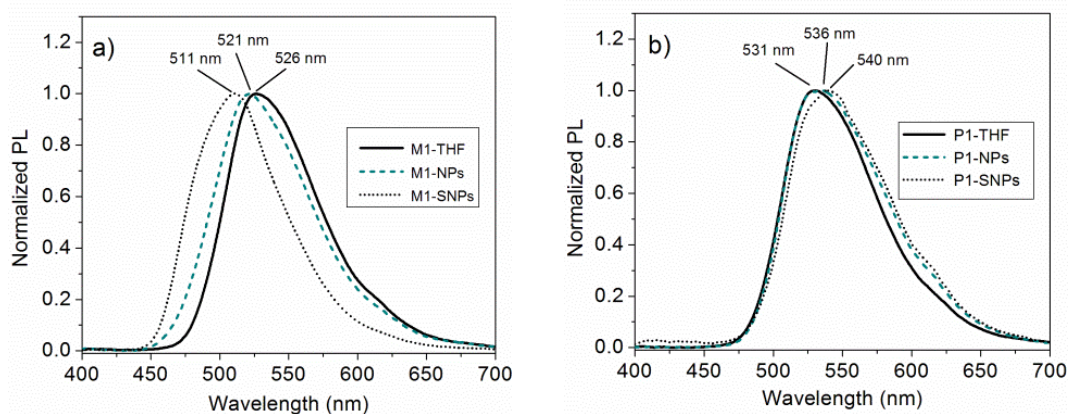 a)
511 nm
521 nm
526 nm
M1-THF
M1-NPs
M1-SNPs
Normalized PL
1.2
1.0
0.8
0.6
0.4
0.2
0.0
400 450 500 550 600 650 700
Wavelength (nm)
b)
531 nm
536 nm
540 nm
P1-THF
P1-NPs
P1-SNPs
Normalized PL
1.2
1.0
0.8
0.6
0.4
0.2
0.0
400 450 500 550 600 650 700
Wavelength (nm)